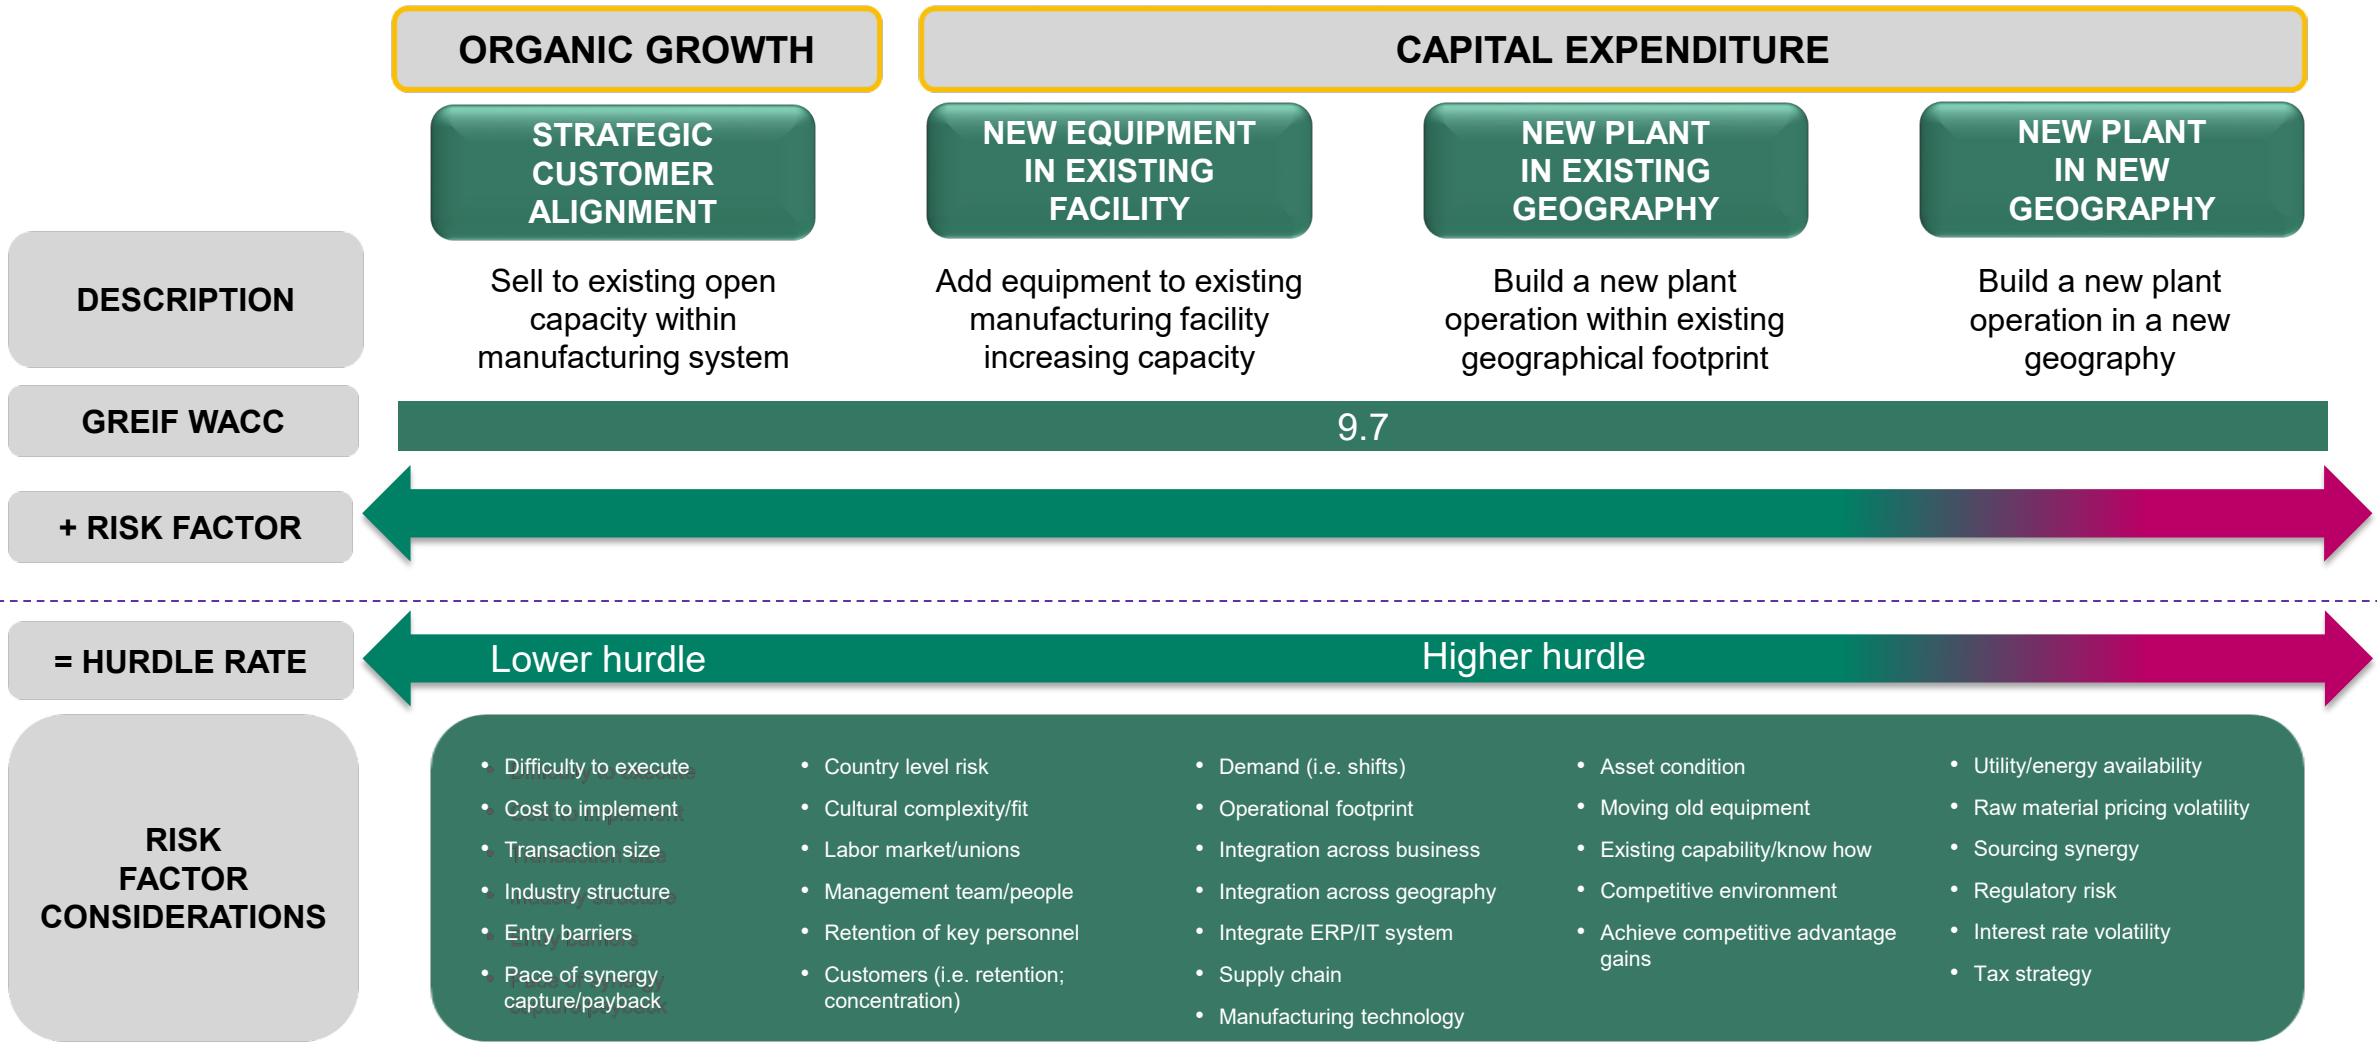 ORGANIC GROWTH
CAPITAL EXPENDITURE
STRATEGIC
CUSTOMER
ALIGNMENT
NEW EQUIPMENT
IN EXISTING
FACILITY
NEW PLANT
IN EXISTING
GEOGRAPHY
NEW PLANT
IN NEW
GEOGRAPHY
DESCRIPTION
Sell to existing open
capacity within
manufacturing system
Add equipment to existing
manufacturing facility
increasing capacity
Build a new plant
operation within existing
geographical footprint
Build a new plant
operation in a new
geography
GREIF WACC
9.7
+ RISK FACTOR
= HURDLE RATE
Lower hurdle
Higher hurdle
RISK
FACTOR
CONSIDERATIONS
• Difficulty to execute
• Cost to implement
• Transaction size
• Industry structure
• Entry barriers
• Pace of synergy
capture/payback
• Country level risk
• Cultural complexity/fit
• Labor market/unions
• Management team/people
• Retention of key personnel
• Customers (i.e. retention;
concentration)
• Demand (i.e. shifts)
• Operational footprint
• Integration across business
• Integration across geography
• Integrate ERP/IT system
• Supply chain
• Manufacturing technology
• Asset condition
• Moving old equipment
• Existing capability/know how
• Competitive environment
• Achieve competitive advantage
gains
• Utility/energy availability
• Raw material pricing volatility
• Sourcing synergy
• Regulatory risk
• Interest rate volatility
• Tax strategy